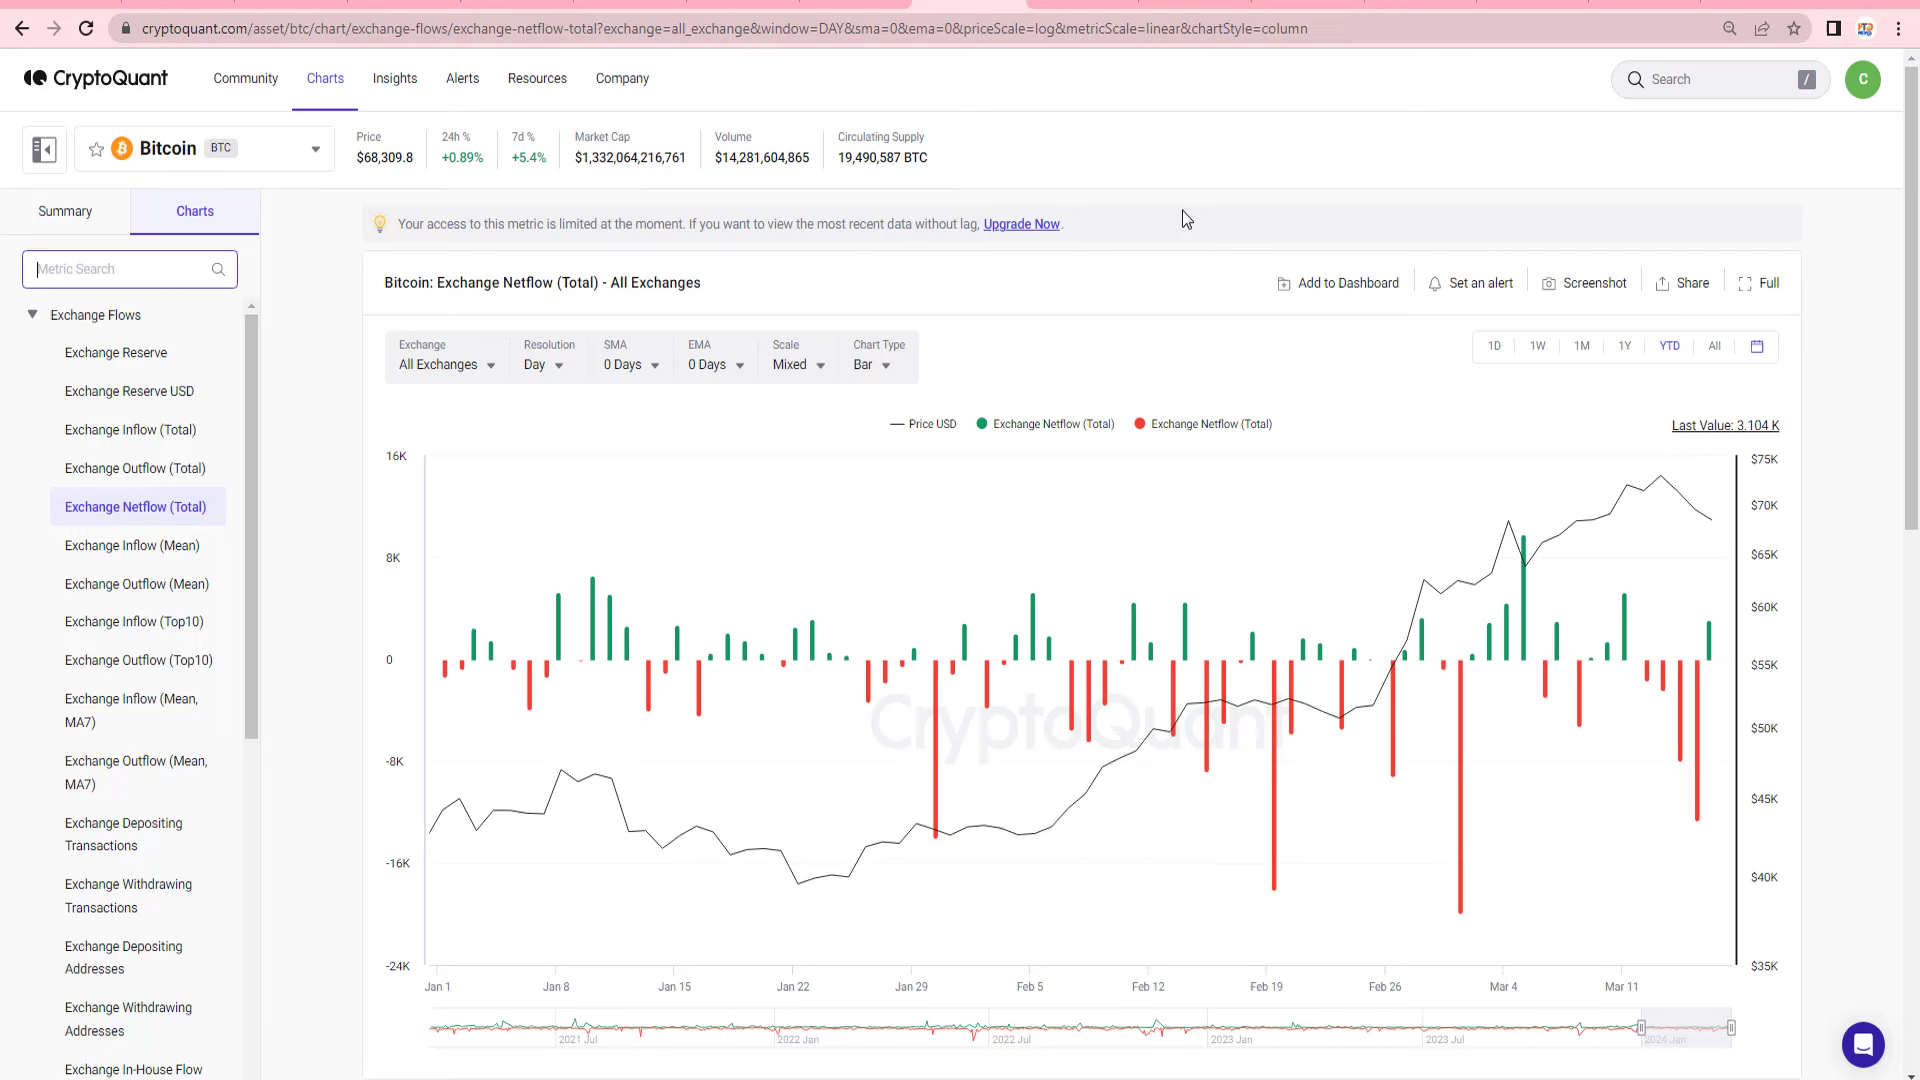 cryptoquant.com/asset/btc/chart/exchange-flows/exchange-netflow-total?exchange=all_exchange&window=DAY&sma=0&ema=0&priceScale=log&metricScale=linear&chartStyle=column
CryptoQuant
Community
Charts
Insights
Alerts
Resources
Company
Search
/
C
Bitcoin
BTC
Price
24h %
7d %
Market Cap
Volume
Circulating Supply
$68,309.8
+0.89%
+5.4%
$1,332,064,216,761
$14,281,604,865
19,490,587 BTC
Summary
Charts
Metric Search
Exchange Flows
Exchange Reserve
Exchange Reserve USD
Exchange Inflow (Total)
Exchange Outflow (Total)
Exchange Netflow (Total)
Exchange Inflow (Mean)
Exchange Outflow (Mean)
Exchange Inflow (Top10)
Exchange Outflow (Top10)
Exchange Inflow (Mean,
MA7)
Exchange Outflow (Mean,
MA7)
Exchange Depositing
Transactions
Exchange Withdrawing
Transactions
Exchange Depositing
Addresses
Exchange Withdrawing
Addresses
Exchange In-House Flow
Your access to this metric is limited at the moment. If you want to view the most recent data without lag, Upgrade Now.
Bitcoin: Exchange Netflow (Total) - All Exchanges
Add to Dashboard
Set an alert
Screenshot
Share
Full
Exchange
Resolution
SMA
EMA
Scale
Chart Type
All Exchanges
Day
0 Days
0 Days
Mixed
Bar
1D
1W
1M
1Y
YTD
All
Price USD
Exchange Netflow (Total)
Exchange Netflow (Total)
Last Value: 3.104 K
16K
8K
0
-8K
-16K
-24K
$75K
$70K
$65K
$60K
$55K
$50K
$45K
$40K
$35K
CryptoQuant
Jan 1
Jan 8
Jan 15
Jan 22
Jan 29
Feb 5
Feb 12
Feb 19
Feb 26
Mar 4
Mar 11
2021 Jul
2022 Jan
2022 Jul
2023 Jan
2023 Jul
2024 Jan